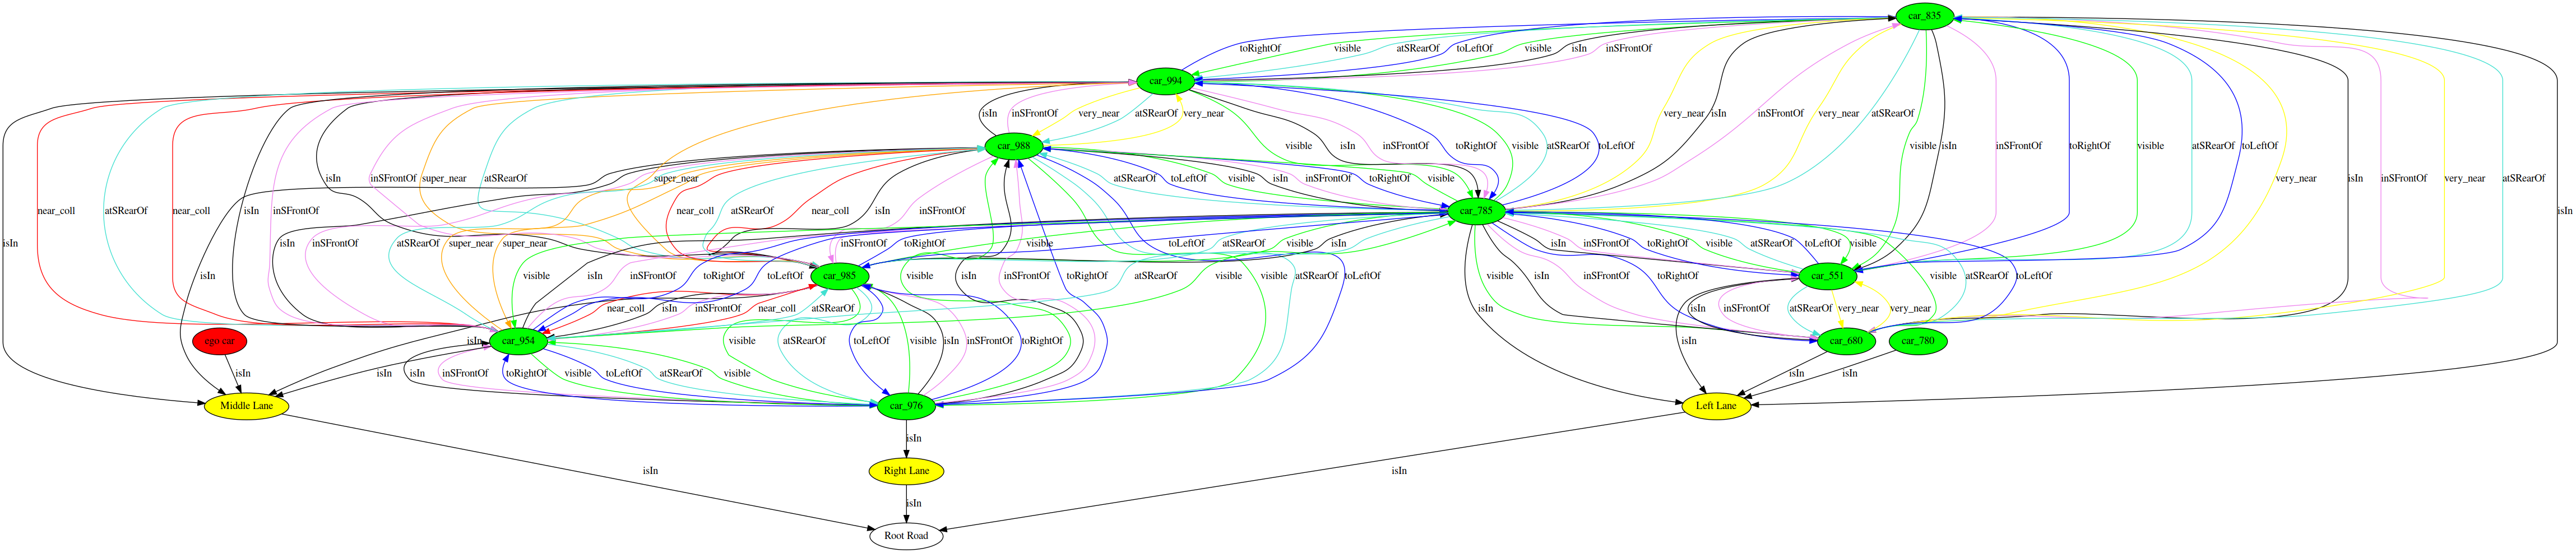 car_835
toRightOf visible atSRearOf toLeftOf visible isIn inSFrontOf
car_994
isIn inSFrontOf very_near atSRearOf very_near very_near isIn very_near atSRearOf
car_988
visible isIn inSFrontOf toRightOf visible atSRearOf toLeftOf visible isIn inSFrontOf toRightOf visible atSRearOf toLeftOf
isIn inSFrontOf super_near atSRearOf super_near near_coll atSRearOf near_coll isIn inSFrontOf atSRearOf toLeftOf visible isIn inSFrontOf toRightOf visible very_near isIn inSFrontOf very_near atSRearOf
near_coll atSRearOf near_coll isIn inSFrontOf car_785 isIn
isIn isIn inSFrontOf atSRearOf super_near super_near inSFrontOf toRightOf visible toLeftOf atSRearOf visible isIn isIn inSFrontOf toRightOf visible atSRearOf toLeftOf visible
isIn visible isIn inSFrontOf toRightOf toLeftOf car_985 visible isIn inSFrontOf toRightOf atSRearOf visible visible atSRearOf toLeftOf visible isIn inSFrontOf toRightOf car_551 visible atSRearOf toLeftOf
near_coll isIn inSFrontOf near_coll atSRearOf isIn isIn inSFrontOf atSRearOf very_near very_near
ego car isIn car_954 visible atSRearOf toLeftOf visible isIn inSFrontOf toRightOf isIn car_680 car_780
isIn isIn isIn inSFrontOf toRightOf visible toLeftOf atSRearOf visible isIn isIn
Middle Lane car_976 Left Lane
isIn
isIn Right Lane isIn
isIn
Root Road